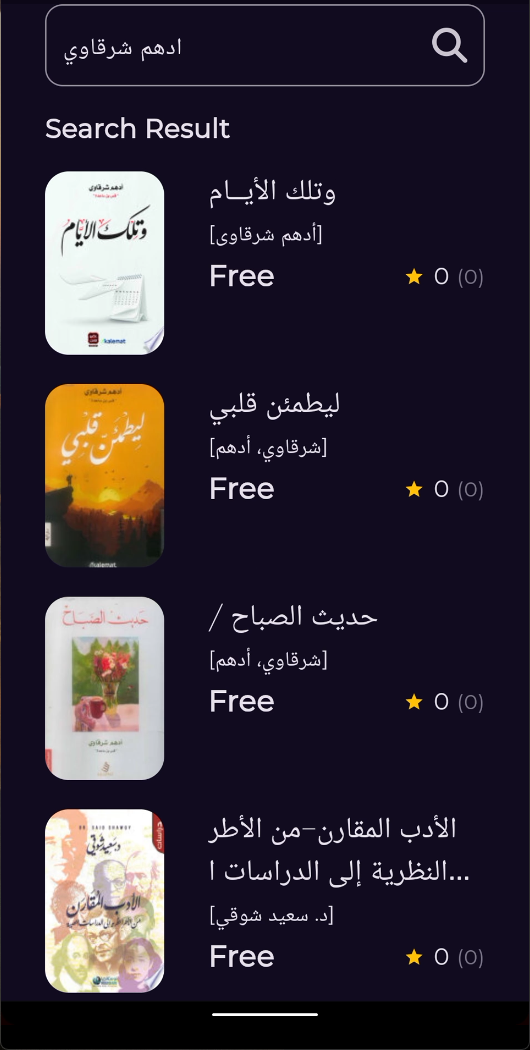 ادهم شرقاوي
Search Result
أدهم شرقاوي
وتلك الأيام
kalemat
وتلك الأيــام
[أدهم شرقاوى]
Free
0 (0)
أدهم شرقاوي
ليطمئن قلبي
kalemat
ليطمئن قلبي
[شرقاوي، أدهم]
Free
0 (0)
حديث الصباح
أدهم شرقاوي
حديث الصباح /
[شرقاوي، أدهم]
Free
0 (0)
DR. SAID SHAWQY
د. سعيد شوقي
دراسات
الأدب المقارن
الأدب المقارن–من الأطر
النظرية إلى الدراسات ا...
[د. سعيد شوقي]
Free
0 (0)